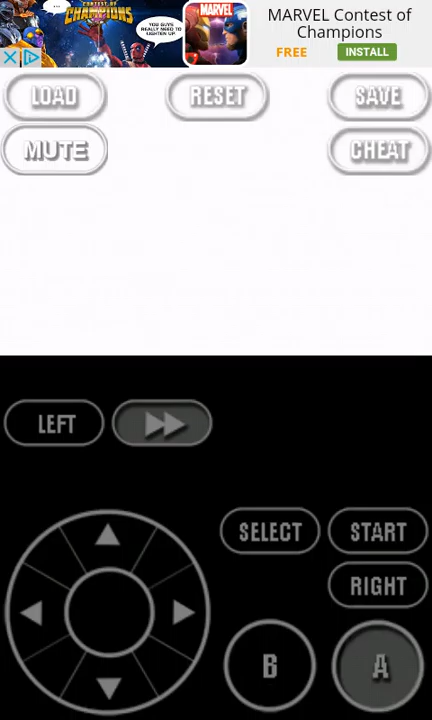 CONTEST OF
CHAMPIONS
...
YOU GUYS
REALLY NEED TO
LIGHTEN UP.
MARVEL
MARVEL Contest of
Champions
FREE
INSTALL
LOAD
RESET
SAVE
MUTE
CHEAT
LEFT
SELECT
START
RIGHT
B
A